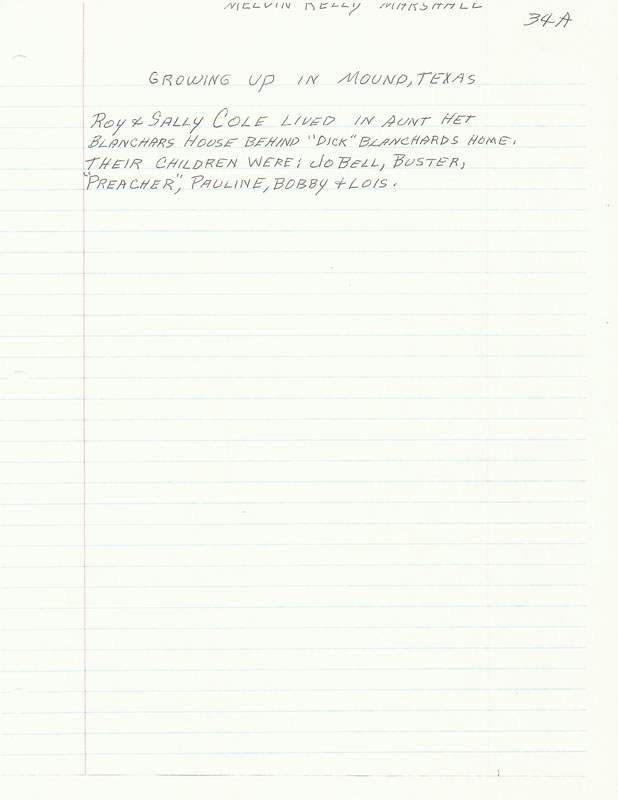 MELVIN KELLY MARSHALL
34A
GROWING UP IN MOUND, TEXAS
ROY & SALLY COLE LIVED IN AUNT HET
BLANCHARS HOUSE BEHIND "DICK" BLANCHARDS HOME.
THEIR CHILDREN WERE; JO BELL, BUSTER,
"PREACHER", PAULINE, BOBBY & LOIS.